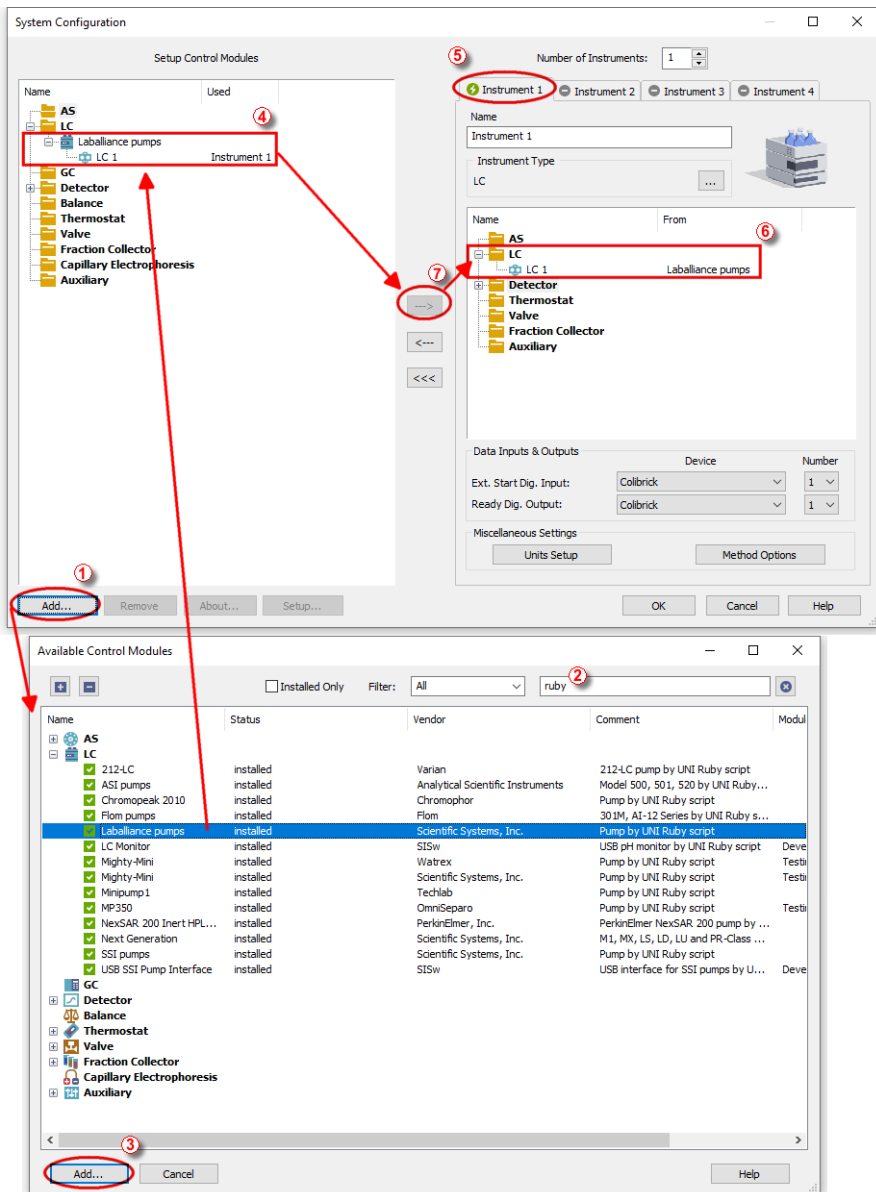 System Configuration
Setup Control Modules
Name Used
AS
LC
④
Laballiance pumps
LC 1 Instrument 1
GC
Detector
Balance
Thermostat
Valve
Fraction Collector
Capillary Electrophoresis
Auxiliary
⑦
--->
<---
<<<
⑤
Number of Instruments: 1
Instrument 1 Instrument 2 Instrument 3 Instrument 4
Name
Instrument 1
Instrument Type
LC ...
Name From
AS
⑥
LC
LC 1 Laballiance pumps
Detector
Thermostat
Valve
Fraction Collector
Auxiliary
Data Inputs & Outputs
Device Number
Ext. Start Dig. Input: Colibrick 1
Ready Dig. Output: Colibrick 1
Miscellaneous Settings
Units Setup Method Options
①
Add... Remove About... Setup... OK Cancel Help
Available Control Modules
②
Installed Only Filter: All ruby
Name Status Vendor Comment Modul
AS
LC
212-LC installed Varian 212-LC pump by UNI Ruby script
ASI pumps installed Analytical Scientific Instruments Model 500, 501, 520 by UNI Ruby...
Chromopeak 2010 installed Chromophor Pump by UNI Ruby script
Flom pumps installed Flom 301M, AI-12 Series by UNI Ruby s...
Laballiance pumps installed Scientific Systems, Inc. Pump by UNI Ruby script
LC Monitor installed SISw USB pH monitor by UNI Ruby script Deve
Mighty-Mini installed Watrex Pump by UNI Ruby script Testi
Mighty-Mini installed Scientific Systems, Inc. Pump by UNI Ruby script Testi
Minipump1 installed Techlab Pump by UNI Ruby script
MP350 installed OmniSeparo Pump by UNI Ruby script Testi
NexSAR 200 Inert HPL... installed PerkinElmer, Inc. PerkinElmer NexSAR 200 pump by ...
Next Generation installed Scientific Systems, Inc. M1, MX, LS, LD, LU and PR-Class ...
SSI pumps installed Scientific Systems, Inc. Pump by UNI Ruby script
USB SSI Pump Interface installed SISw USB interface for SSI pumps by U... Deve
GC
Detector
Balance
Thermostat
Valve
Fraction Collector
Capillary Electrophoresis
Auxiliary
③
Add... Cancel Help